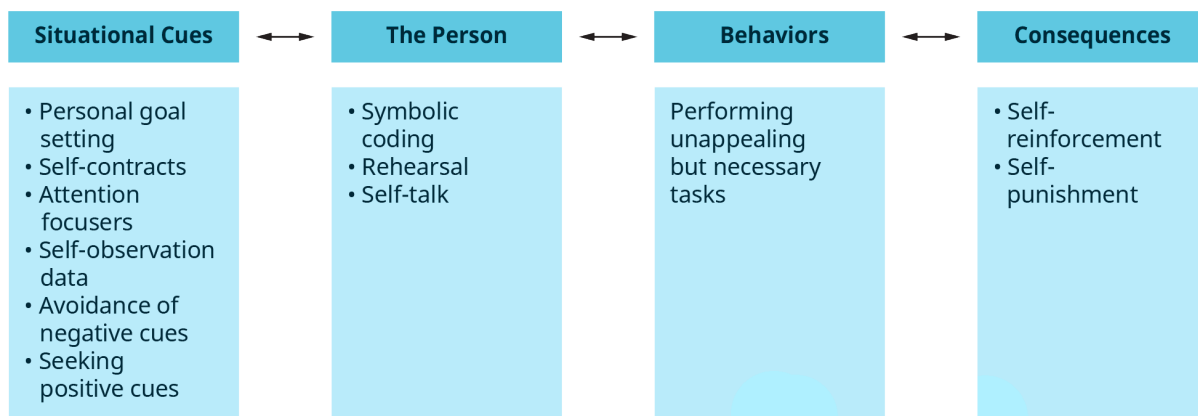 Situational Cues
The Person
Behaviors
Consequences
• Personal goal
setting
• Self-contracts
• Attention
focusers
• Self-observation
data
• Avoidance of
negative cues
• Seeking
positive cues
• Symbolic
coding
• Rehearsal
• Self-talk
Performing
unappealing
but necessary
tasks
• Self-
reinforcement
• Self-
punishment